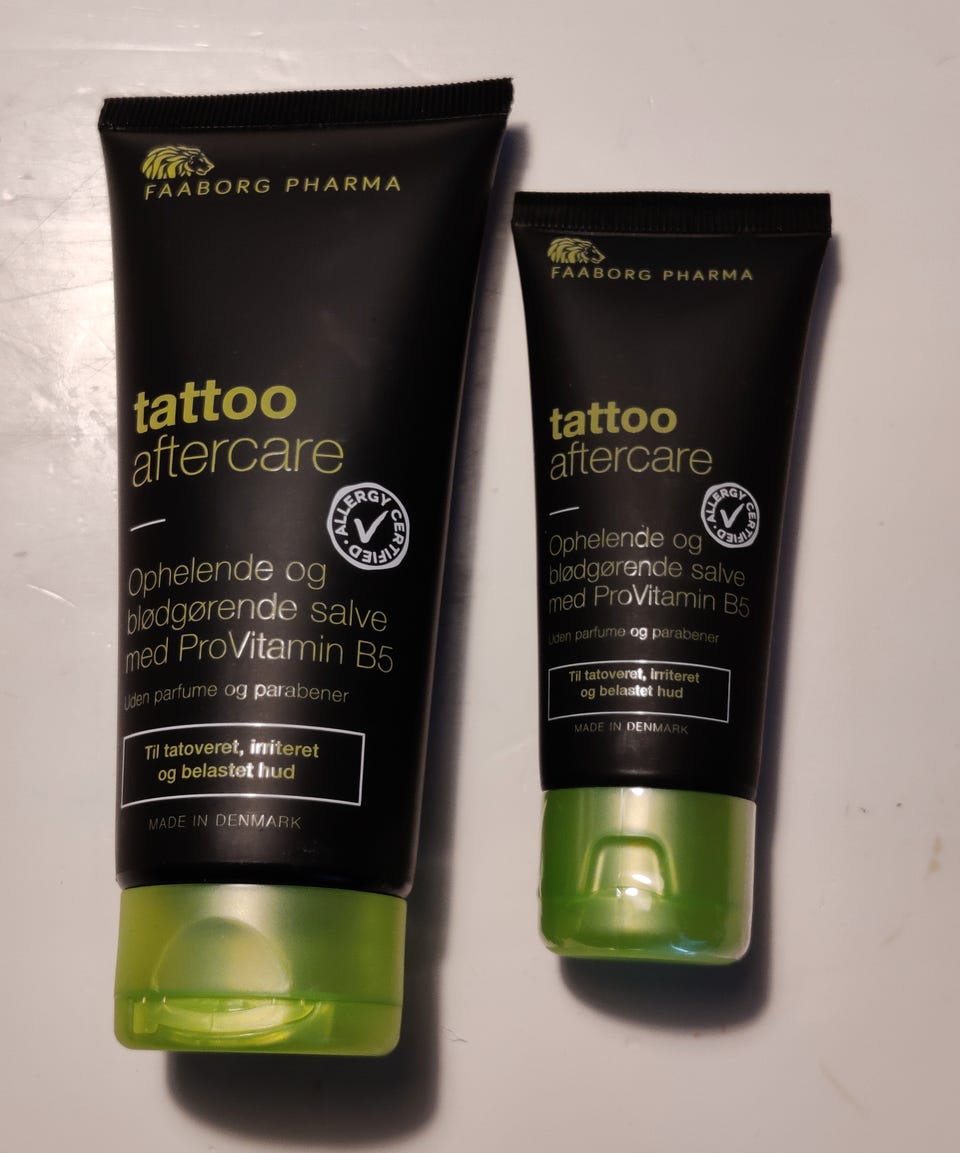 FAABORG PHARMA
tattoo
aftercare
ALLERGY CERTIFIED
Ophelende og
blødgørende salve
med ProVitamin B5
Uden parfume og parabener
Til tatoveret, irriteret
og belastet hud
MADE IN DENMARK
FAABORG PHARMA
tattoo
aftercare
ALLERGY CERTIFIED
Ophelende og
blødgørende salve
med ProVitamin B5
Uden parfume og parabener
Til tatoveret, irriteret
og belastet hud
MADE IN DENMARK